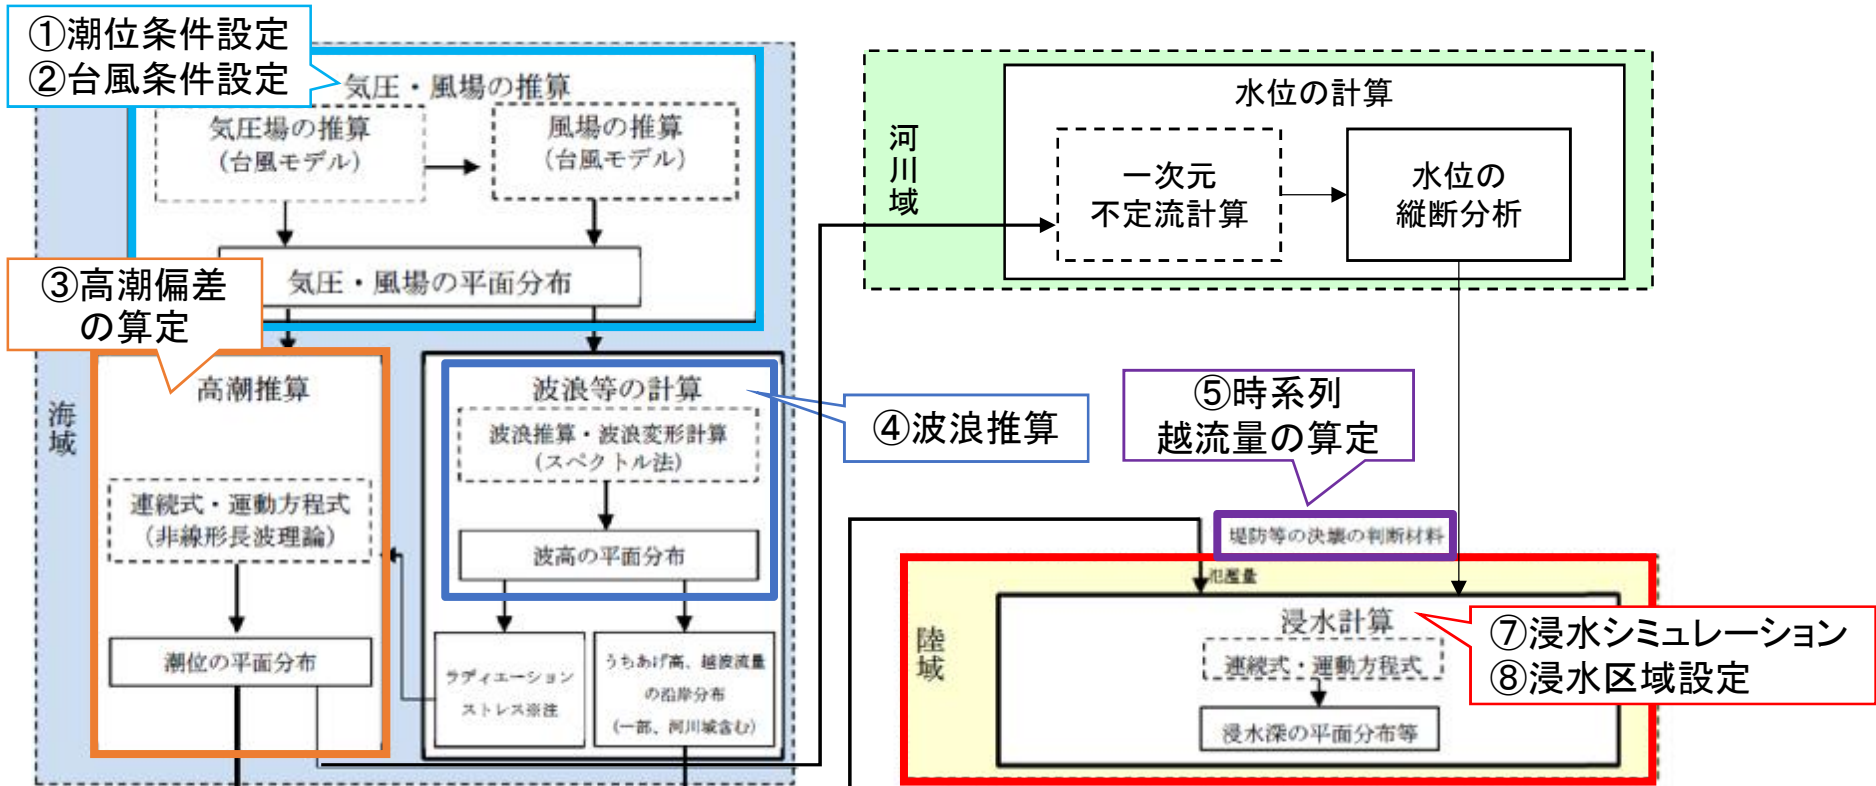 ①潮位条件設定
②台風条件設定
気圧・風場の推算
気圧場の推算
(台風モデル)
風場の推算
(台風モデル)
気圧・風場の平面分布
③高潮偏差
の算定
海域
高潮推算
連続式・運動方程式
(非線形長波理論)
潮位の平面分布
波浪等の計算
波浪推算・波浪変形計算
(スペクトル法)
波高の平面分布
ラディエーション
ストレス※注
うちあげ高、越波流量
の沿岸分布
(一部、河川域含む)
④波浪推算
河川域
水位の計算
一次元
不定流計算
水位の
縦断分析
⑤時系列
越流量の算定
堤防等の決壊の判断材料
氾濫量
陸域
浸水計算
連続式・運動方程式
浸水深の平面分布等
⑦浸水シミュレーション
⑧浸水区域設定